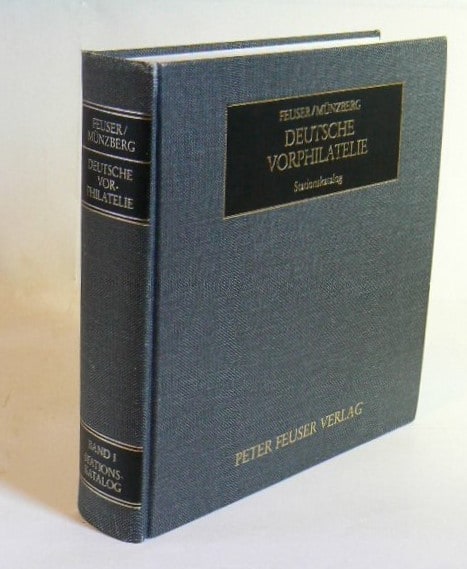 FEUSER/
MÜNZBERG
DEUTSCHE
VOR-
PHILATELIE
BAND I
STATIONS-
KATALOG
FEUSER/MÜNZBERG
DEUTSCHE
VORPHILATELIE
Stationskatalog
PETER FEUSER VERLAG